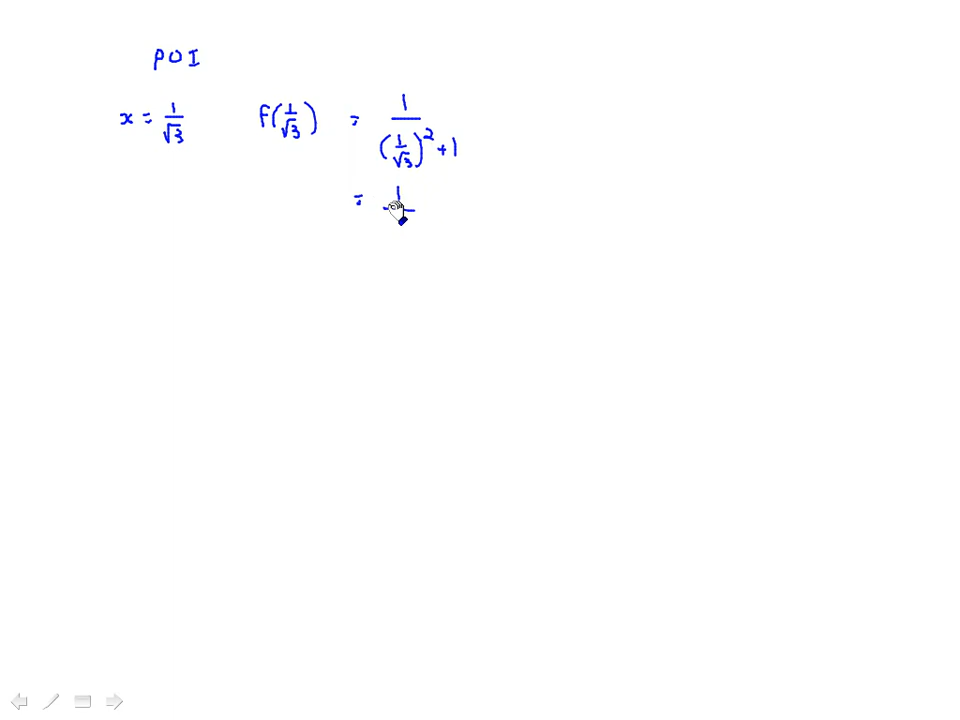 POI
x = 1/√3 f(1/√3) = 1/((1/√3)^2 + 1)
= 1/